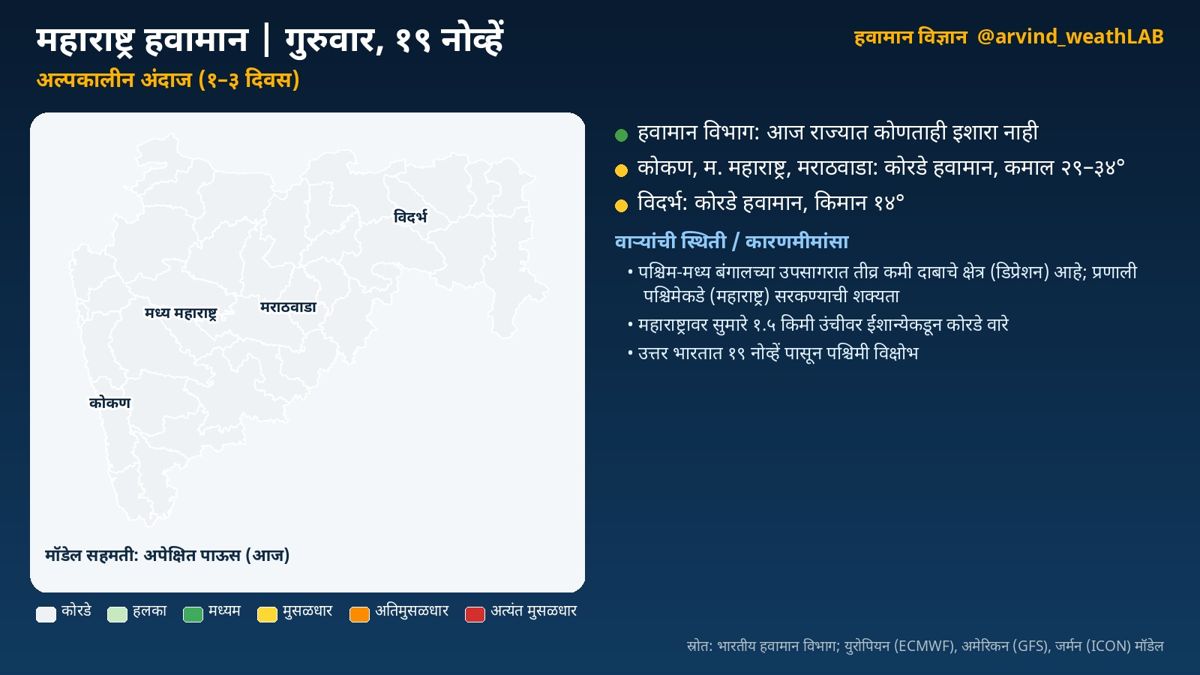 महाराष्ट्र हवामान | गुरुवार, १९ नोव्हें
हवामान विज्ञान @arvind_weathLAB
अल्पकालीन अंदाज (१–३ दिवस)
हवामान विभाग: आज राज्यात कोणताही इशारा नाही
कोकण, म. महाराष्ट्र, मराठवाडा: कोरडे हवामान, कमाल २९–३४°
विदर्भ: कोरडे हवामान, किमान १४°
वाऱ्यांची स्थिती / कारणमीमांसा
• पश्चिम-मध्य बंगालच्या उपसागरात तीव्र कमी दाबाचे क्षेत्र (डिप्रेशन) आहे; प्रणाली
पश्चिमेकडे (महाराष्ट्र) सरकण्याची शक्यता
• महाराष्ट्रावर सुमारे १.५ किमी उंचीवर ईशान्येकडून कोरडे वारे
• उत्तर भारतात १९ नोव्हें पासून पश्चिमी विक्षोभ
विदर्भ
मराठवाडा
मध्य महाराष्ट्र
कोकण
मॉडेल सहमती: अपेक्षित पाऊस (आज)
कोरडे हलका मध्यम मुसळधार अतिमुसळधार अत्यंत मुसळधार
स्रोत: भारतीय हवामान विभाग; युरोपियन (ECMWF), अमेरिकन (GFS), जर्मन (ICON) मॉडेल